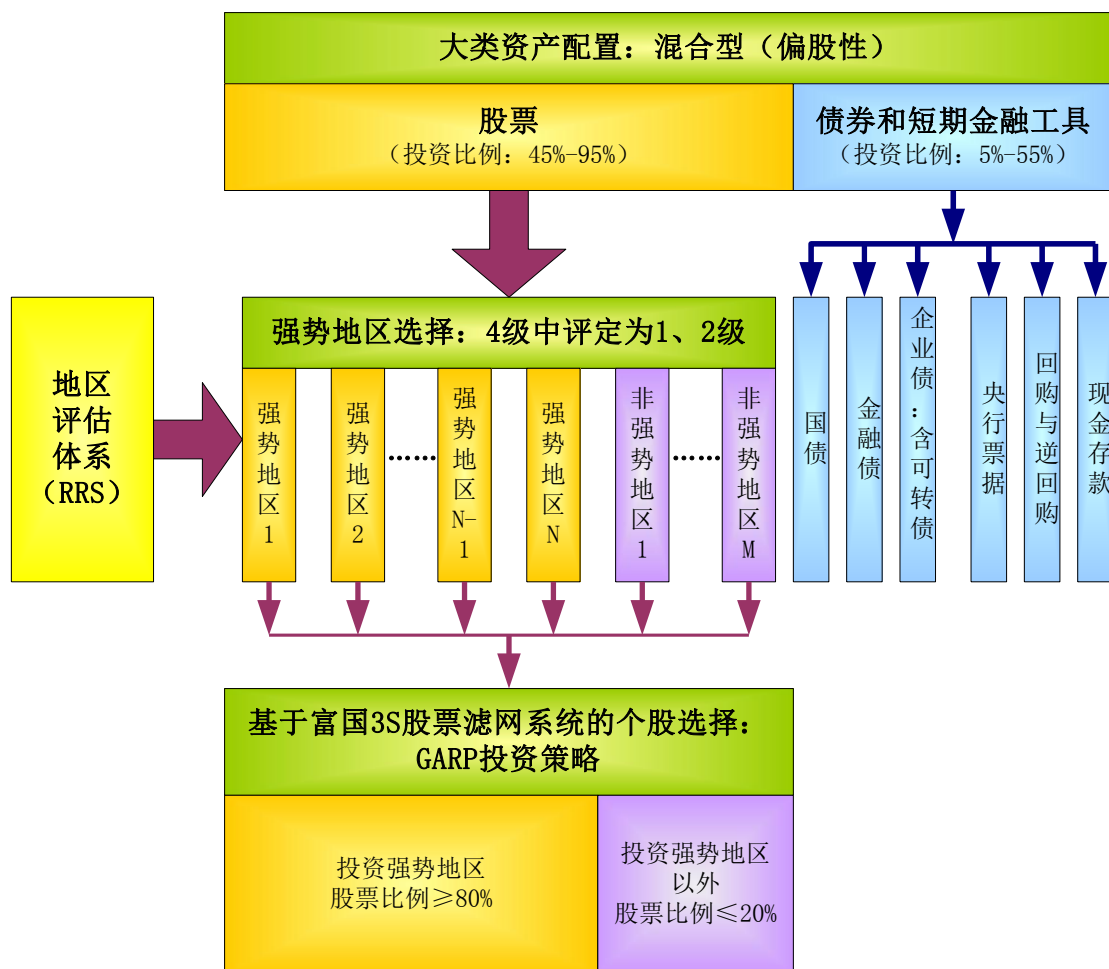 大类资产配置：混合型（偏股性）
股票
（投资比例：45%-95%）
债券和短期金融工具
（投资比例：5%-55%）
地区
评估
体系
（RRS）
强势地区选择：4级中评定为1、2级
强势地区1
强势地区2
……
强势地区N-1
强势地区N
非强势地区1
……
非强势地区M
国债
金融债
企业债：含可转债
央行票据
回购与逆回购
现金存款
基于富国3S股票滤网系统的个股选择：
GARP投资策略
投资强势地区
股票比例≥80%
投资强势地区
以外
股票比例≤20%